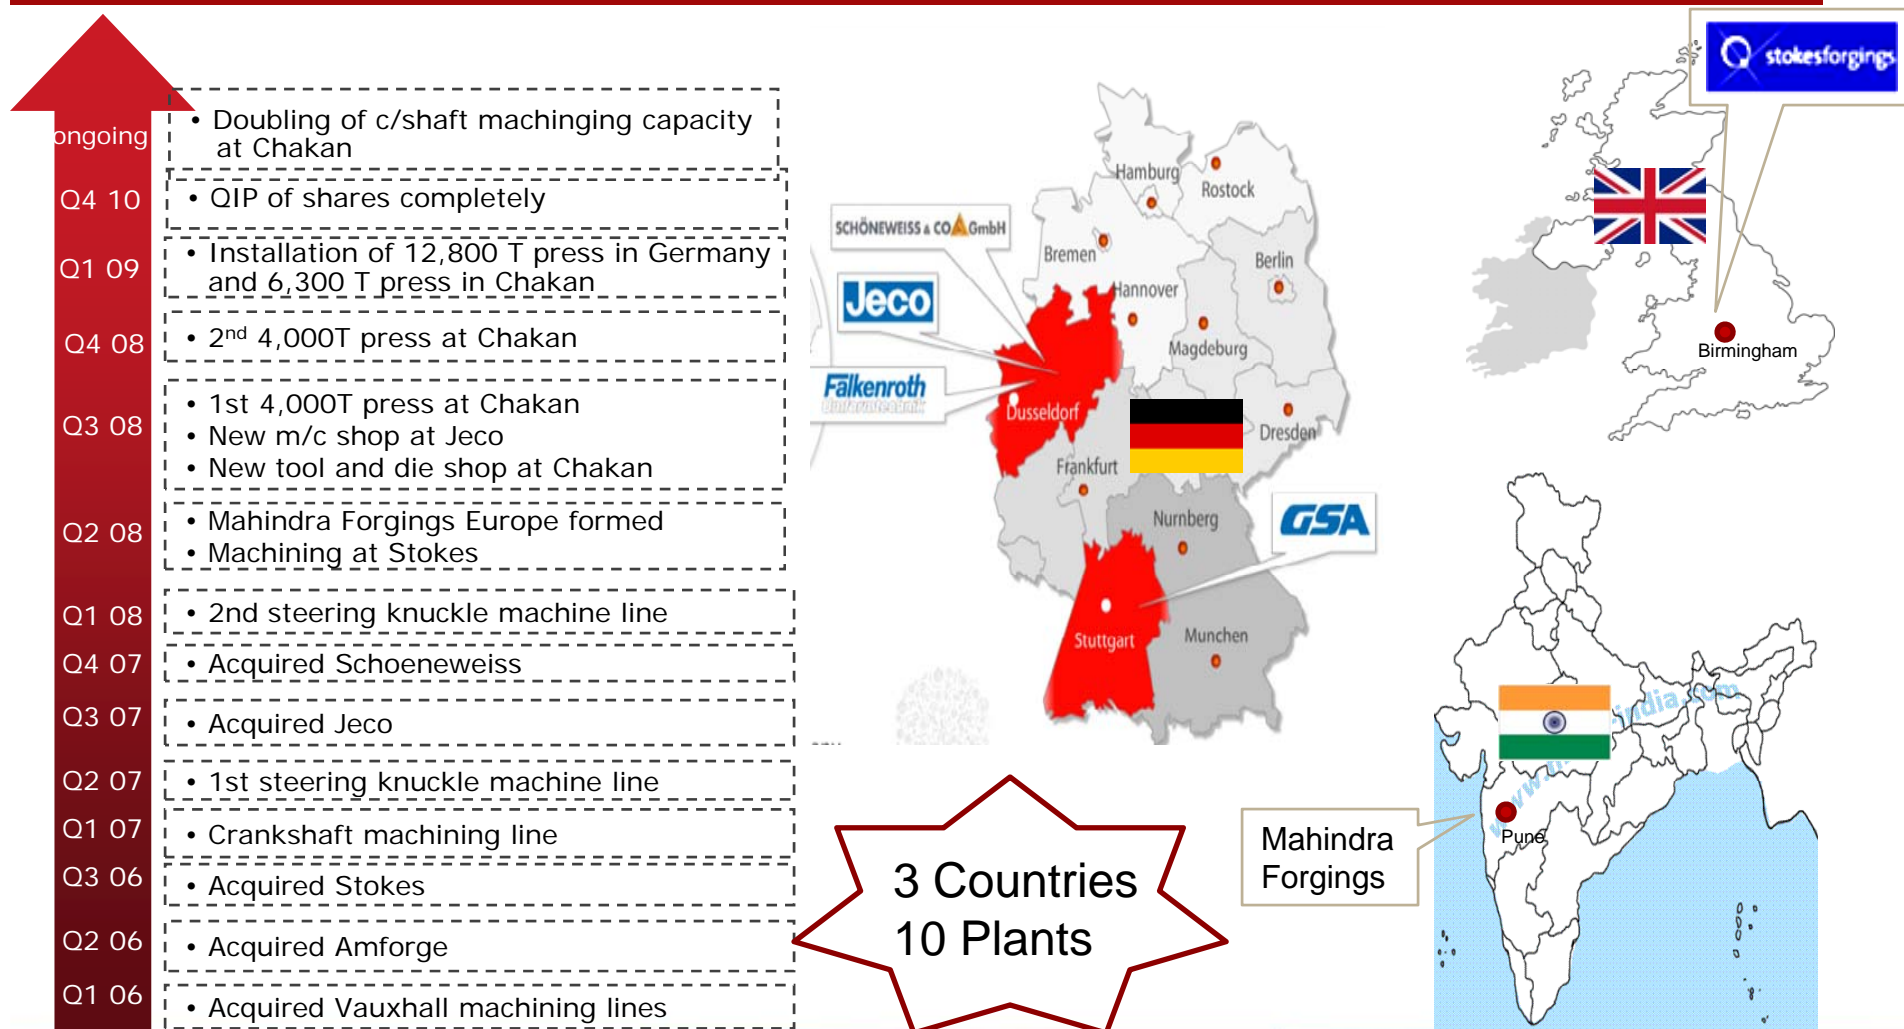 ongoing
• Doubling of c/shaft machinging capacity
at Chakan
Q4 10
• QIP of shares completely
Q1 09
• Installation of 12,800 T press in Germany
and 6,300 T press in Chakan
Q4 08
• 2nd 4,000T press at Chakan
Q3 08
• 1st 4,000T press at Chakan
• New m/c shop at Jeco
• New tool and die shop at Chakan
Q2 08
• Mahindra Forgings Europe formed
• Machining at Stokes
Q1 08
• 2nd steering knuckle machine line
Q4 07
• Acquired Schoeneweiss
Q3 07
• Acquired Jeco
Q2 07
• 1st steering knuckle machine line
Q1 07
• Crankshaft machining line
Q3 06
• Acquired Stokes
Q2 06
• Acquired Amforge
Q1 06
• Acquired Vauxhall machining lines
SCHÖNEWEISS & CO GmbH
Jeco
Falkenroth
Hamburg
Rostock
Bremen
Berlin
Hannover
Magdeburg
Dusseldorf
Dresden
Frankfurt
Nurnberg
GSA
Stuttgart
Munchen
3 Countries
10 Plants
stokesforgings
Birmingham
Mahindra
Forgings
Pune